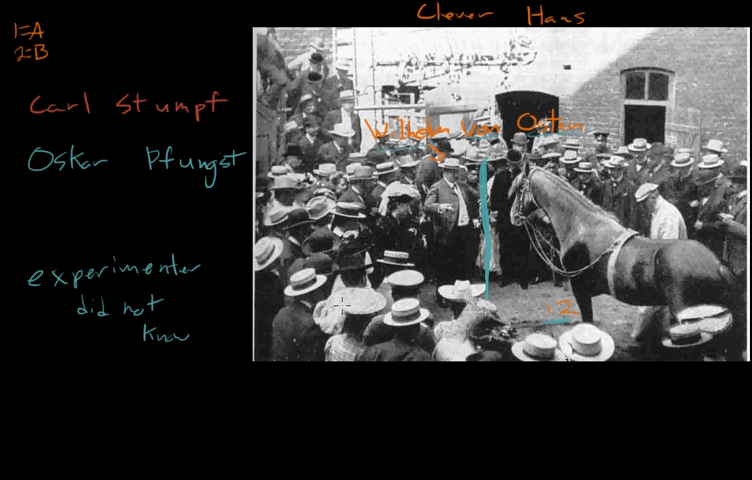 Clever Hans
1=A
2=B
Carl Stumpf
Wilhelm Von Osten
Oskar Pfungst
experimenter
did not
know
12